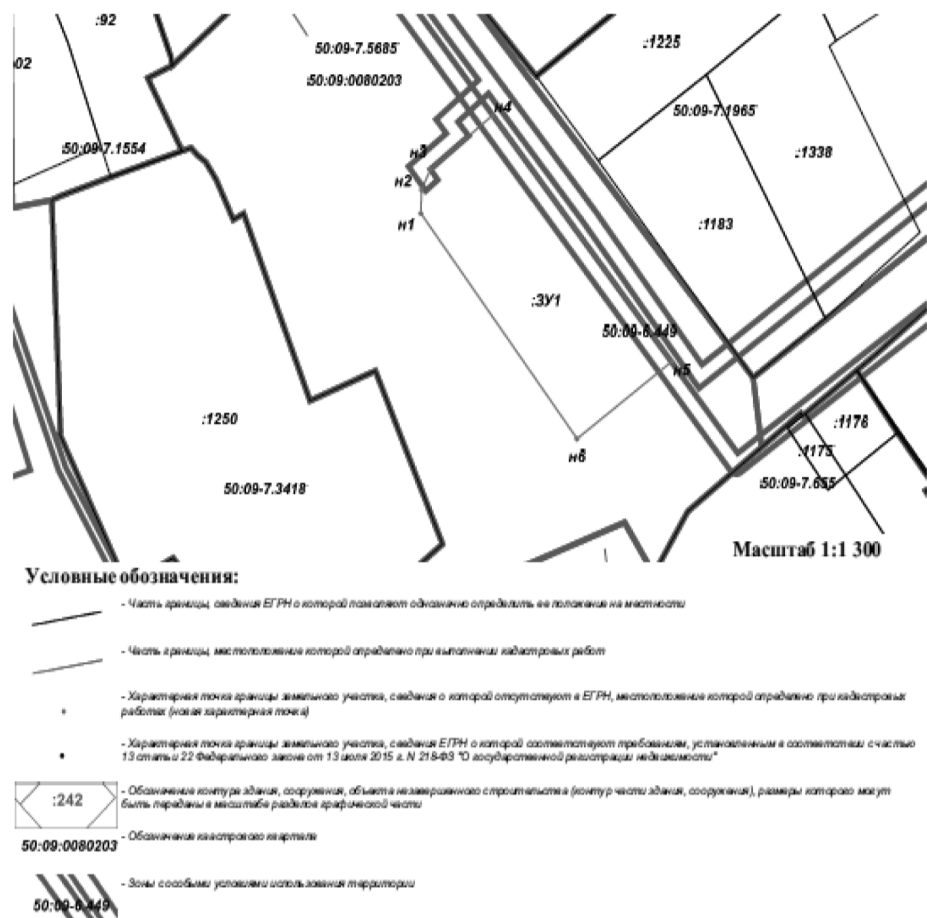 :92
:1225
50:09-7.5685
02
50:09:0080203
н4
50:09-7.1965
50:09-7.1554
н3
:1338
н2
н1
:1183
:ЗУ1
50:09-6.449
н5
:1250
:1176
:1175
н6
50:09-7.3418
50:09-7.655
Масштаб 1:1 300
Условные обозначения:
- Часть границы, сведения ЕГРН о которой позволяют однозначно определить ее положение на местности
- Часть границы, местоположение которой определено при выполнении кадастровых работ
- Характерная точка границы земельного участка, сведения о которой отсутствуют в ЕГРН, местоположение которой определено при кадастровых
работах (новая характерная точка)
- Характерная точка границы земельного участка, сведения ЕГРН о которой соответствуют требованиям, установленным в соответствии с частью
13 статьи 22 Федерального закона от 13 июля 2015 г. N 218-ФЗ "О государственной регистрации недвижимости"
:242
- Обозначение контура здания, сооружения, объекта незавершенного строительства (контур части здания, сооружения), размеры которого могут
быть переданы в масштабе разделов графической части
50:09:0080203
- Обозначение каастрового квартала
- Зоны с особыми условиями использования территории
50:09-6.449